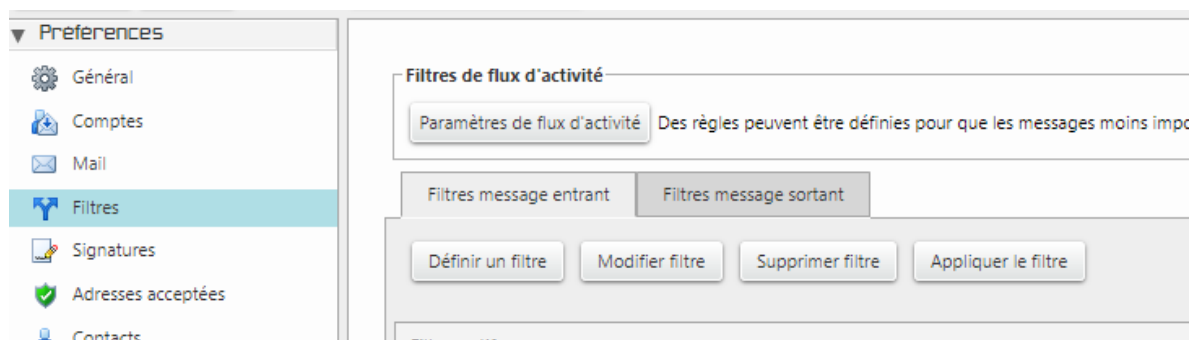 Préférences
Général
Comptes
Mail
Filtres
Signatures
Adresses acceptées
Contacts
Filtres de flux d'activité
Paramètres de flux d'activité Des règles peuvent être définies pour que les messages moins impo
Filtres message entrant Filtres message sortant
Définir un filtre Modifier filtre Supprimer filtre Appliquer le filtre